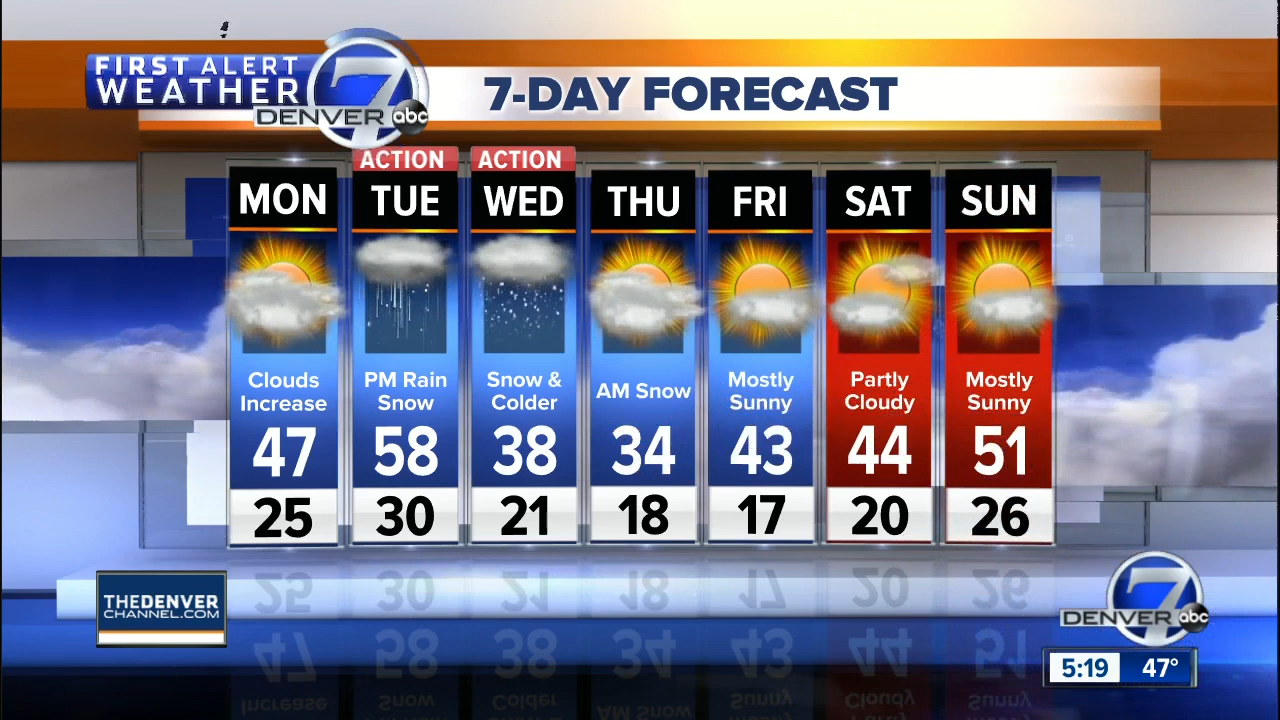 FIRST ALERT
WEATHER
7
DENVER abc
7-DAY FORECAST
ACTION ACTION
MON TUE WED THU FRI SAT SUN
Clouds
Increase
PM Rain
Snow
Snow &
Colder
AM Snow
Mostly
Sunny
Partly
Cloudy
Mostly
Sunny
47 58 38 34 43 44 51
25 30 21 18 17 20 26
THEDENVER
CHANNEL.COM
7
DENVER abc
5:19 47°